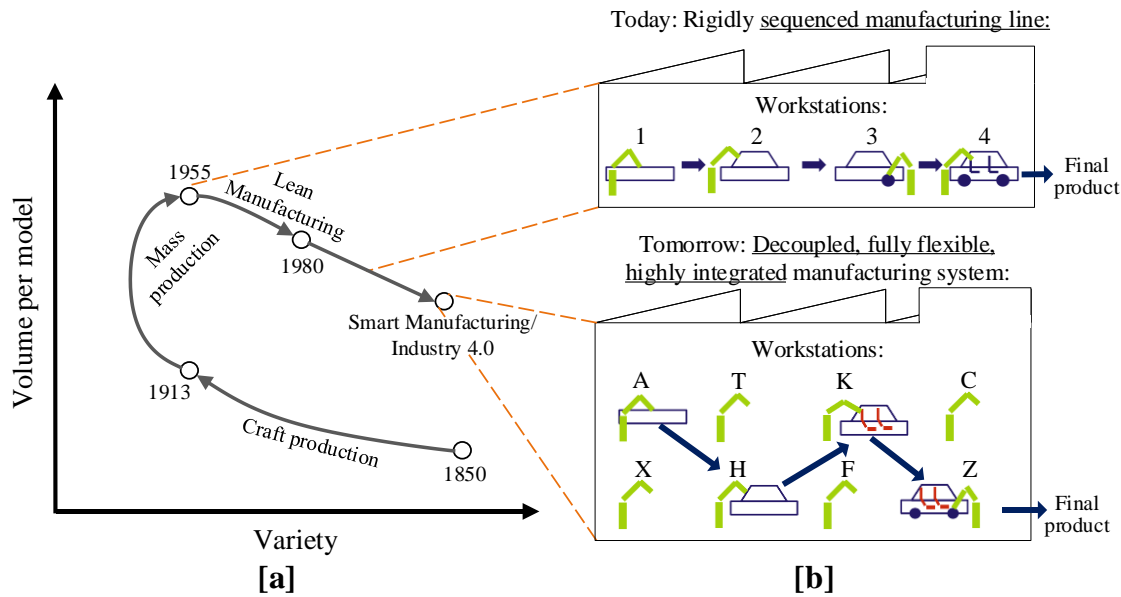 Today: Rigidly sequenced manufacturing line:
Workstations:
1 2 3 4
Final
product
Tomorrow: Decoupled, fully flexible,
highly integrated manufacturing system:
Workstations:
A T K C
X H F Z
Final
product
Volume per model
1955
Lean
Manufacturing
Mass
production
1980
Smart Manufacturing/
Industry 4.0
1913
Craft production
1850
Variety
[a] [b]